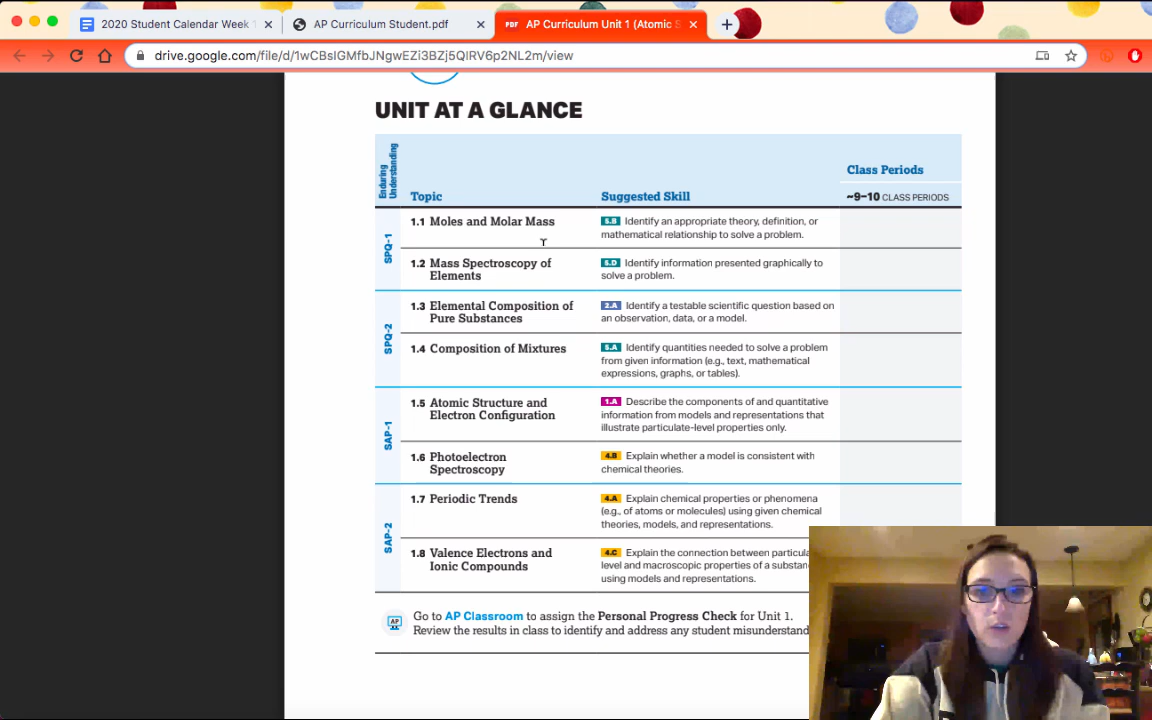 2020 Student Calendar Week
AP Curriculum Student.pdf
PDF AP Curriculum Unit 1 (Atomic S
drive.google.com/file/d/1wCBsIGMfbJNgwEZi3BZj5QIRV6p2NL2m/view
UNIT AT A GLANCE
Enduring
Understanding
Topic
Suggested Skill
Class Periods
~9–10 CLASS PERIODS
SPQ-1
1.1 Moles and Molar Mass
5.B Identify an appropriate theory, definition, or
mathematical relationship to solve a problem.
1.2 Mass Spectroscopy of
Elements
5.D Identify information presented graphically to
solve a problem.
SPQ-2
1.3 Elemental Composition of
Pure Substances
2.A Identify a testable scientific question based on
an observation, data, or a model.
1.4 Composition of Mixtures
5.A Identify quantities needed to solve a problem
from given information (e.g., text, mathematical
expressions, graphs, or tables).
SAP-1
1.5 Atomic Structure and
Electron Configuration
1.A Describe the components of and quantitative
information from models and representations that
illustrate particulate-level properties only.
1.6 Photoelectron
Spectroscopy
4.B Explain whether a model is consistent with
chemical theories.
SAP-2
1.7 Periodic Trends
4.A Explain chemical properties or phenomena
(e.g., of atoms or molecules) using given chemical
theories, models, and representations.
1.8 Valence Electrons and
Ionic Compounds
4.C Explain the connection between particula
level and macroscopic properties of a substan
using models and representations.
AP
Go to AP Classroom to assign the Personal Progress Check for Unit 1.
Review the results in class to identify and address any student misunderstand